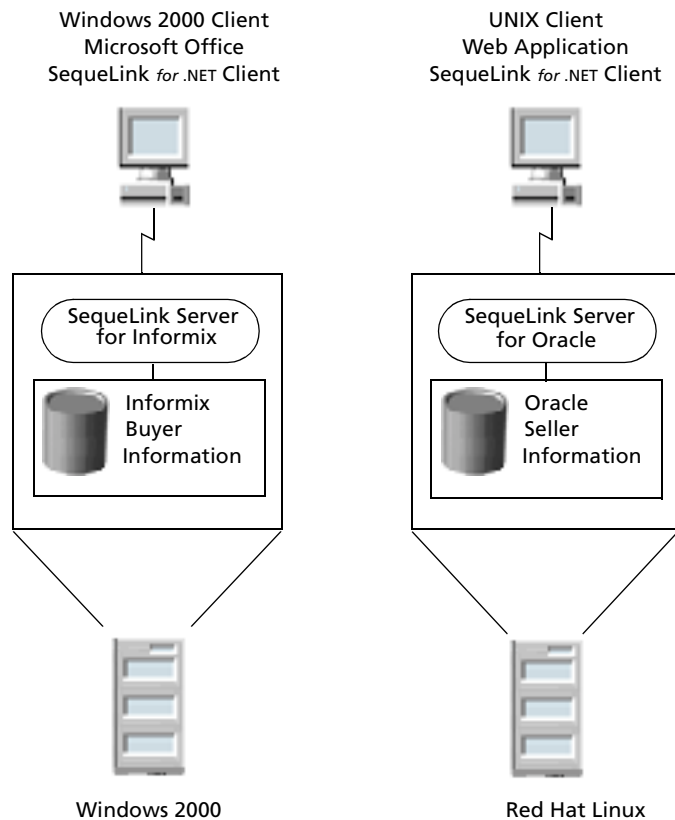 Windows 2000 Client
Microsoft Office
SequeLink for .NET Client
SequeLink Server
for Informix
Informix
Buyer
Information
Windows 2000
UNIX Client
Web Application
SequeLink for .NET Client
SequeLink Server
for Oracle
Oracle
Seller
Information
Red Hat Linux